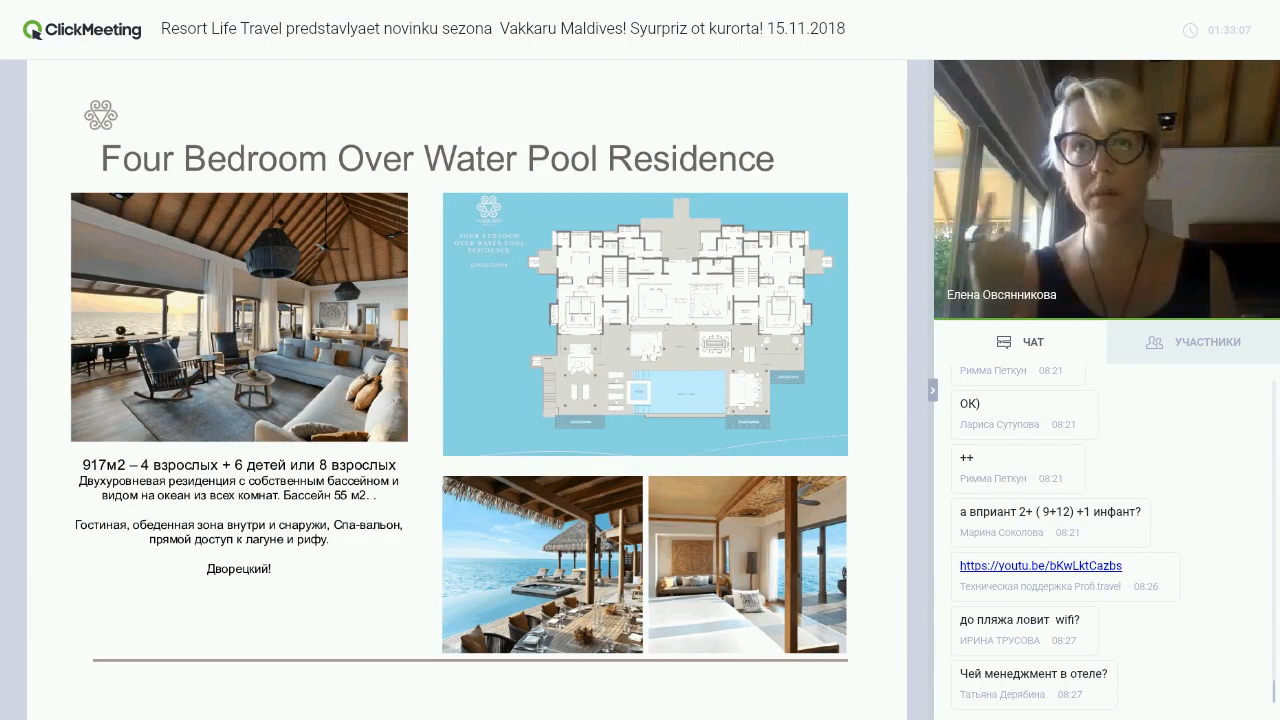 ClickMeeting
Resort Life Travel predstavlyaet novinku sezona Vakkaru Maldives! Syurpriz ot kurorta! 15.11.2018
01:33:07
Four Bedroom Over Water Pool Residence
FOUR BEDROOM
OVER WATER POOL
RESIDENCE
LOWER FLOOR
917м2 – 4 взрослых + 6 детей или 8 взрослых
Двухуровневая резиденция с собственным бассейном и
видом на океан из всех комнат. Бассейн 55 м2. .
Гостиная, обеденная зона внутри и снаружи, Спа-вальон,
прямой доступ к лагуне и рифу.
Дворецкий!
Елена Овсянникова
ЧАТ
УЧАСТНИКИ
Римма Петкун 08:21
ОК)
Лариса Сутупова 08:21
++
Римма Петкун 08:21
а вприант 2+ ( 9+12) +1 инфант?
Марина Соколова 08:21
https://youtu.be/bKwLktCazbs
Техническая поддержка Profi.travel 08:26
до пляжа ловит wifi?
ИРИНА ТРУСОВА 08:27
Чей менеджмент в отеле?
Татьяна Дерябина 08:27